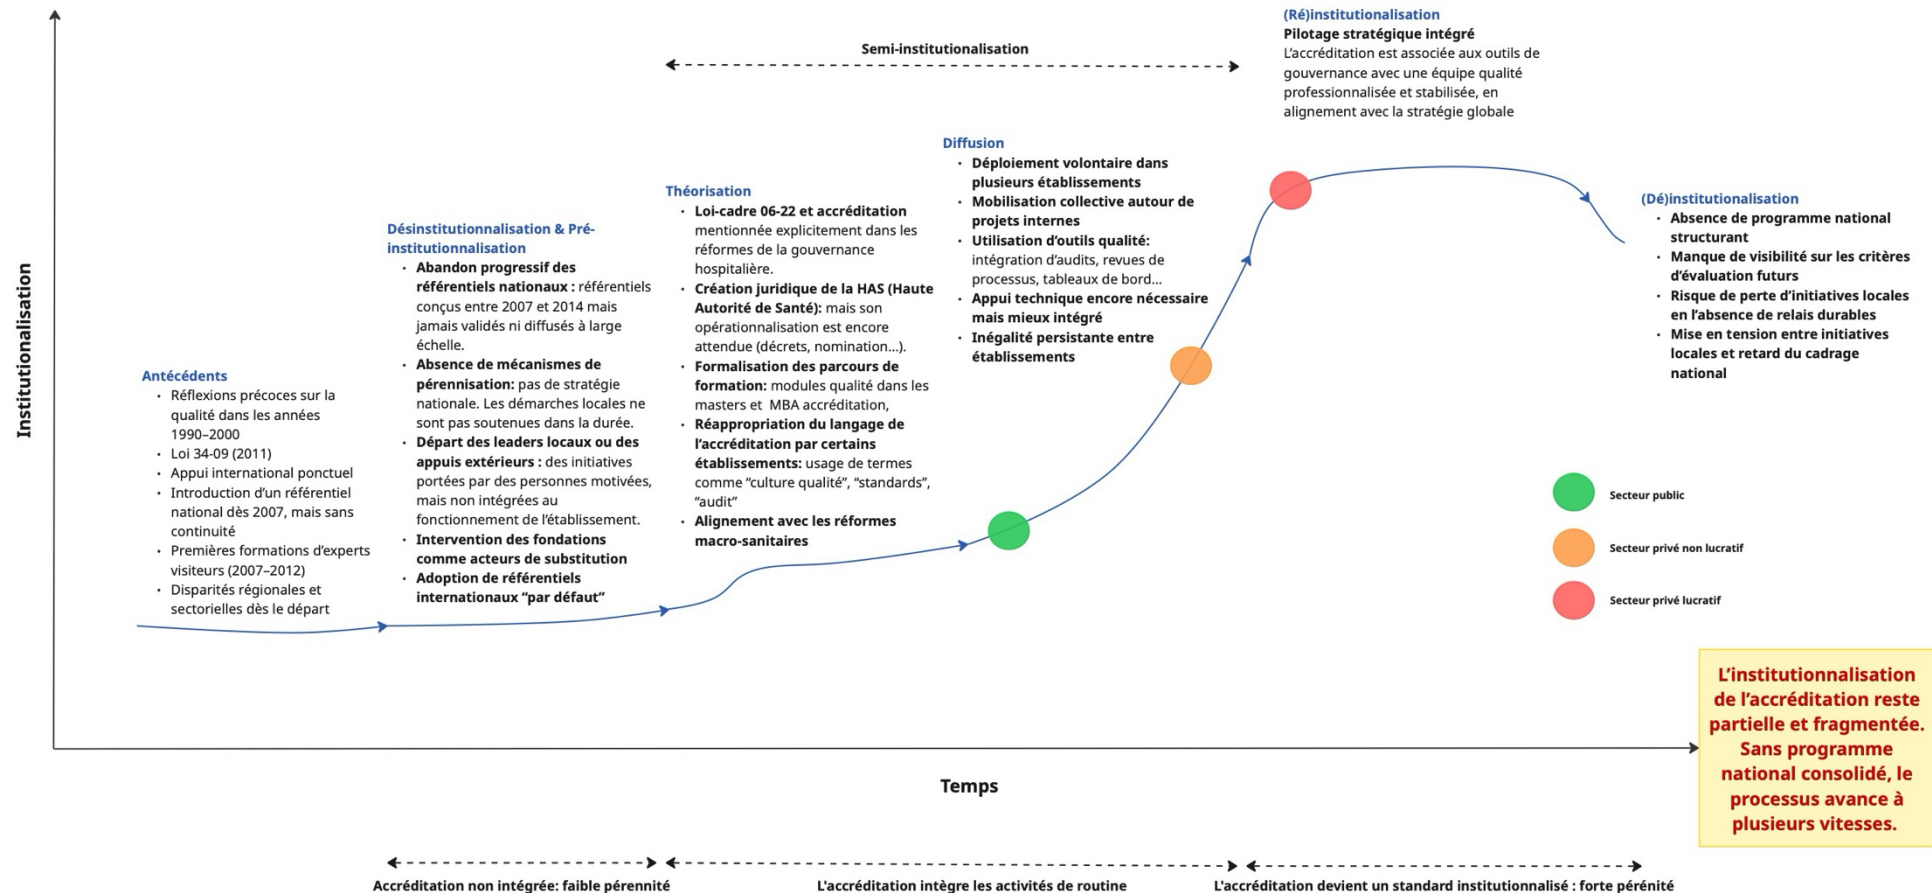 Institutionalisation
Semi-institutionalisation
(Ré)institutionalisation
Pilotage stratégique intégré
L'accréditation est associée aux outils de
gouvernance avec une équipe qualité
professionnalisée et stabilisée, en
alignement avec la stratégie globale
Antécédents
• Réflexions précoces sur la
qualité dans les années
1990–2000
• Loi 34-09 (2011)
• Appui international ponctuel
• Introduction d'un référentiel
national dès 2007, mais sans
continuité
• Premières formations d'experts
visiteurs (2007–2012)
• Disparités régionales et
sectorielles dès le départ
Désinstitutionnalisation & Pré-
institutionnalisation
• Abandon progressif des
référentiels nationaux : référentiels
conçus entre 2007 et 2014 mais
jamais validés ni diffusés à large
échelle.
• Absence de mécanismes de
pérennisation: pas de stratégie
nationale. Les démarches locales ne
sont pas soutenues dans la durée.
• Départ des leaders locaux ou des
appuis extérieurs : des initiatives
portées par des personnes motivées,
mais non intégrées au
fonctionnement de l'établissement.
• Intervention des fondations
comme acteurs de substitution
• Adoption de référentiels
internationaux “par défaut”
Théorisation
• Loi-cadre 06-22 et accréditation
mentionnée explicitement dans les
réformes de la gouvernance
hospitalière.
• Création juridique de la HAS (Haute
Autorité de Santé): mais son
opérationnalisation est encore
attendue (décrets, nomination...).
• Formalisation des parcours de
formation: modules qualité dans les
masters et MBA accréditation,
• Réappropriation du langage de
l'accréditation par certains
établissements: usage de termes
comme “culture qualité”, “standards”,
“audit”
• Alignement avec les réformes
macro-sanitaires
Diffusion
• Déploiement volontaire dans
plusieurs établissements
• Mobilisation collective autour de
projets internes
• Utilisation d'outils qualité:
intégration d'audits, revues de
processus, tableaux de bord...
• Appui technique encore nécessaire
mais mieux intégré
• Inégalité persistante entre
établissements
(Dé)institutionalisation
• Absence de programme national
structurant
• Manque de visibilité sur les critères
d'évaluation futurs
• Risque de perte d'initiatives locales
en l'absence de relais durables
• Mise en tension entre initiatives
locales et retard du cadrage
national
Secteur public
Secteur privé non lucratif
Secteur privé lucratif
L'institutionnalisation
de l'accréditation reste
partielle et fragmentée.
Sans programme
national consolidé, le
processus avance à
plusieurs vitesses.
Temps
Accréditation non intégrée: faible pérennité
L'accréditation intègre les activités de routine
L'accréditation devient un standard institutionnalisé : forte pérénité